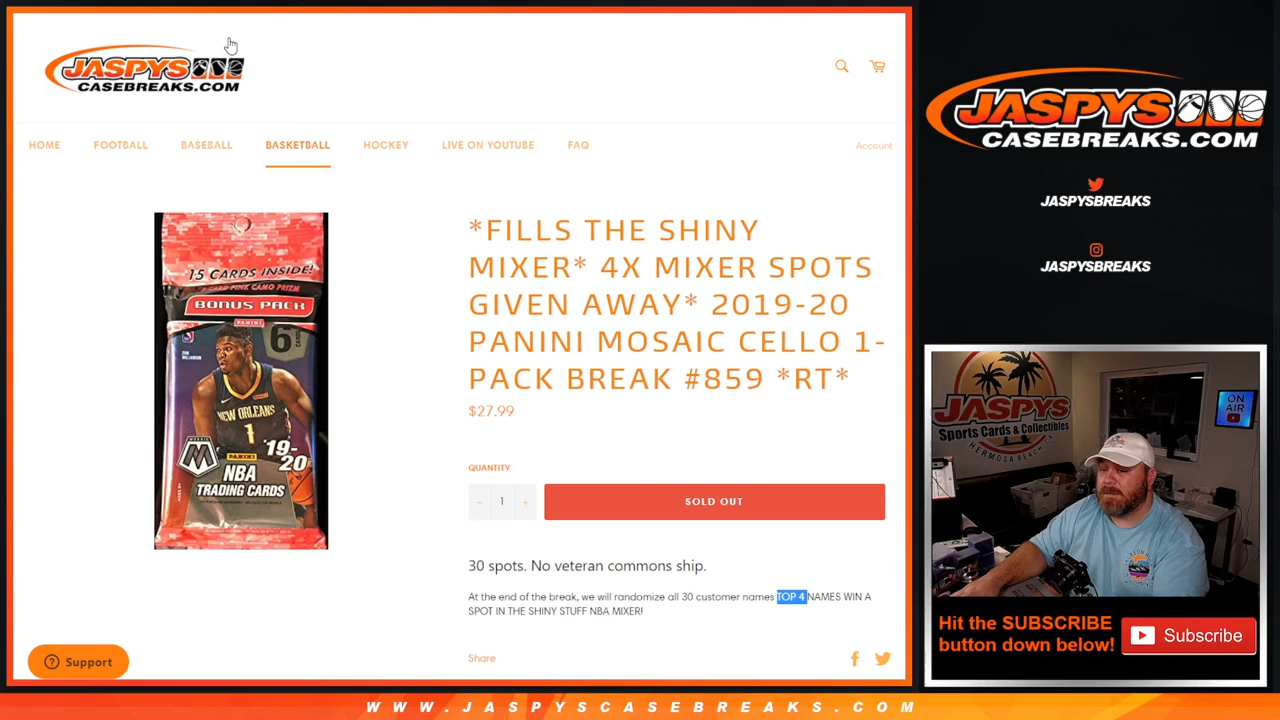 JASPYS
CASEBREAKS.COM
HOME FOOTBALL BASEBALL BASKETBALL HOCKEY LIVE ON YOUTUBE FAQ Account
15 CARDS INSIDE!
BONUS PACK
PANINI
6
CARDS
NEW ORLEANS
1
M
MOSAIC
19-20
NBA
TRADING CARDS
*FILLS THE SHINY
MIXER* 4X MIXER SPOTS
GIVEN AWAY* 2019-20
PANINI MOSAIC CELLO 1-
PACK BREAK #859 *RT*
$27.99
QUANTITY
− 1 + SOLD OUT
30 spots. No veteran commons ship.
At the end of the break, we will randomize all 30 customer names TOP 4 NAMES WIN A
SPOT IN THE SHINY STUFF NBA MIXER!
Share
Support
JASPYS
CASEBREAKS.COM
JASPYSBREAKS
JASPYSBREAKS
JASPYS
Sports Cards & Collectibles
HERMOSA BEACH, CA
ON
AIR
Hit the SUBSCRIBE
button down below!
Subscribe
WWW.JASPYSCASEBREAKS.COM